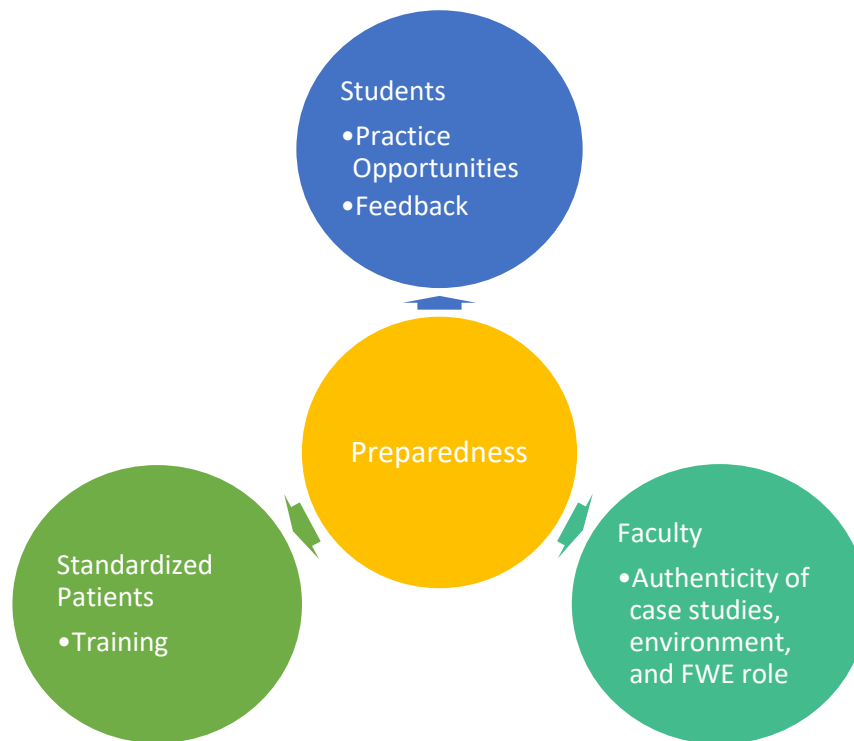 Students
•Practice
Opportunities
•Feedback
Preparedness
Standardized
Patients
•Training
Faculty
•Authenticity of
case studies,
environment,
and FWE role